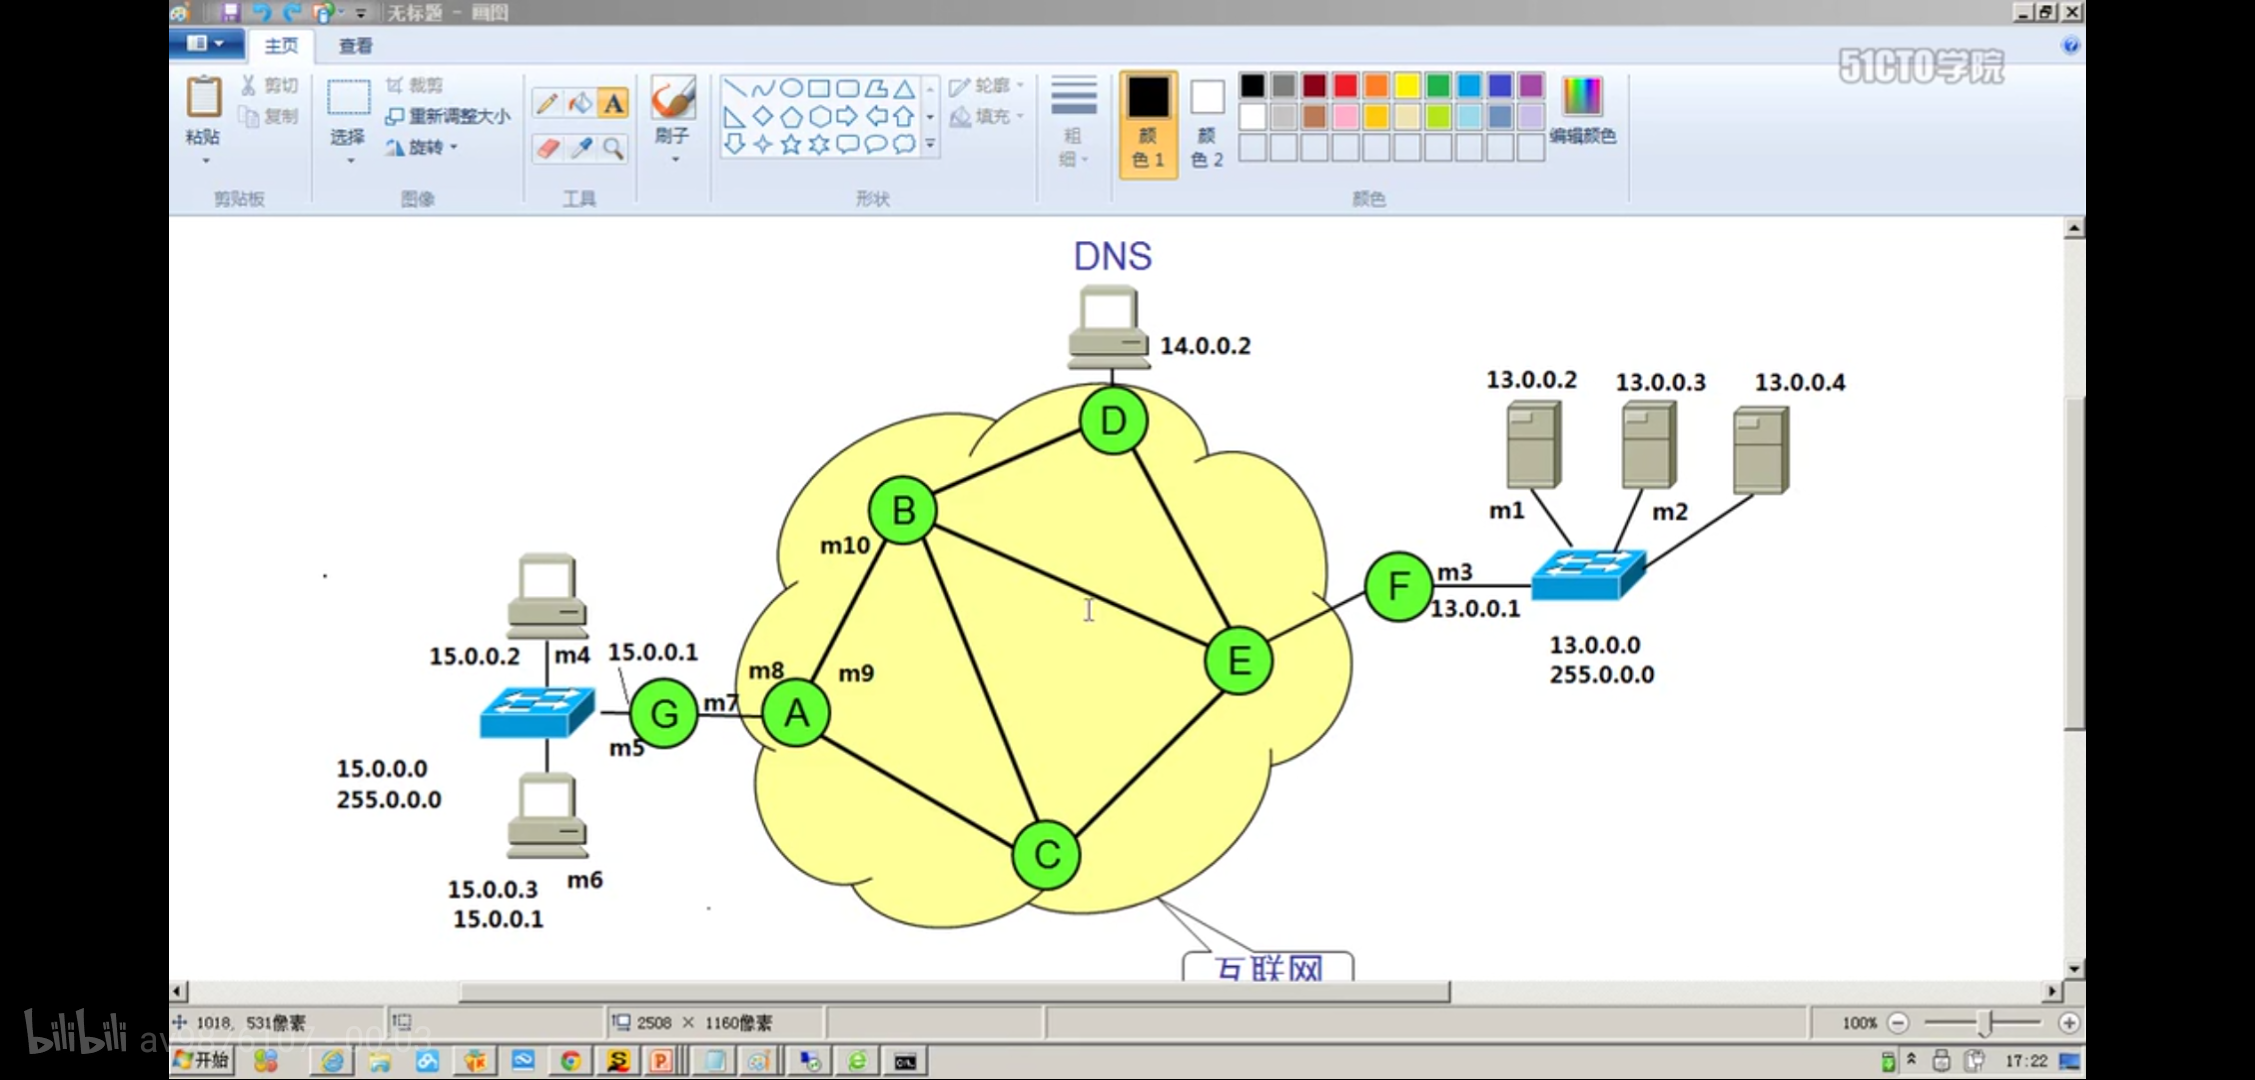 无标题 - 画图
主页
查看
51CTO学院
粘贴
剪切
复制
剪贴板
选择
裁剪
重新调整大小
旋转
图像
A
工具
刷子
形状
轮廓
填充
粗
细
颜
色 1
颜
色 2
编辑颜色
颜色
DNS
14.0.0.2
13.0.0.2
13.0.0.3
13.0.0.4
D
B
m1
m2
m10
F
m3
13.0.0.1
13.0.0.0
255.0.0.0
15.0.0.2
m4
15.0.0.1
m8
m9
E
G
m7
A
m5
15.0.0.0
255.0.0.0
C
15.0.0.3
m6
15.0.0.1
互联网
1018, 531像素
2508 × 1160像素
100%
bilibili
开始
17:22